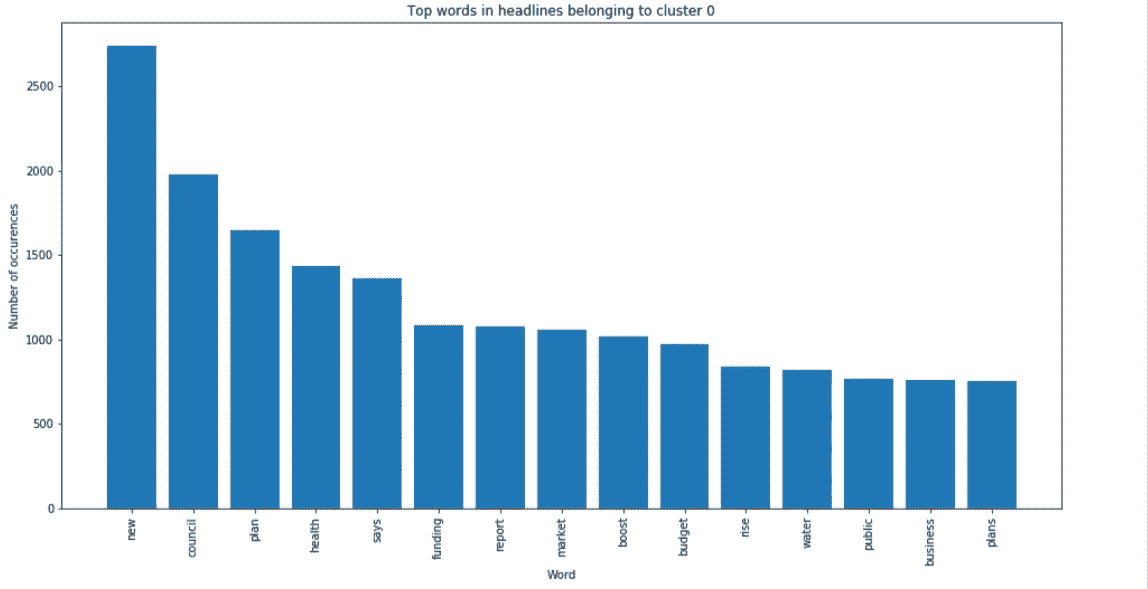 Top words in headlines belonging to cluster 0
Number of occurences
2500
2000
1500
1000
500
0
new
council
plan
health
says
funding
report
market
boost
budget
rise
water
public
business
plans
Word